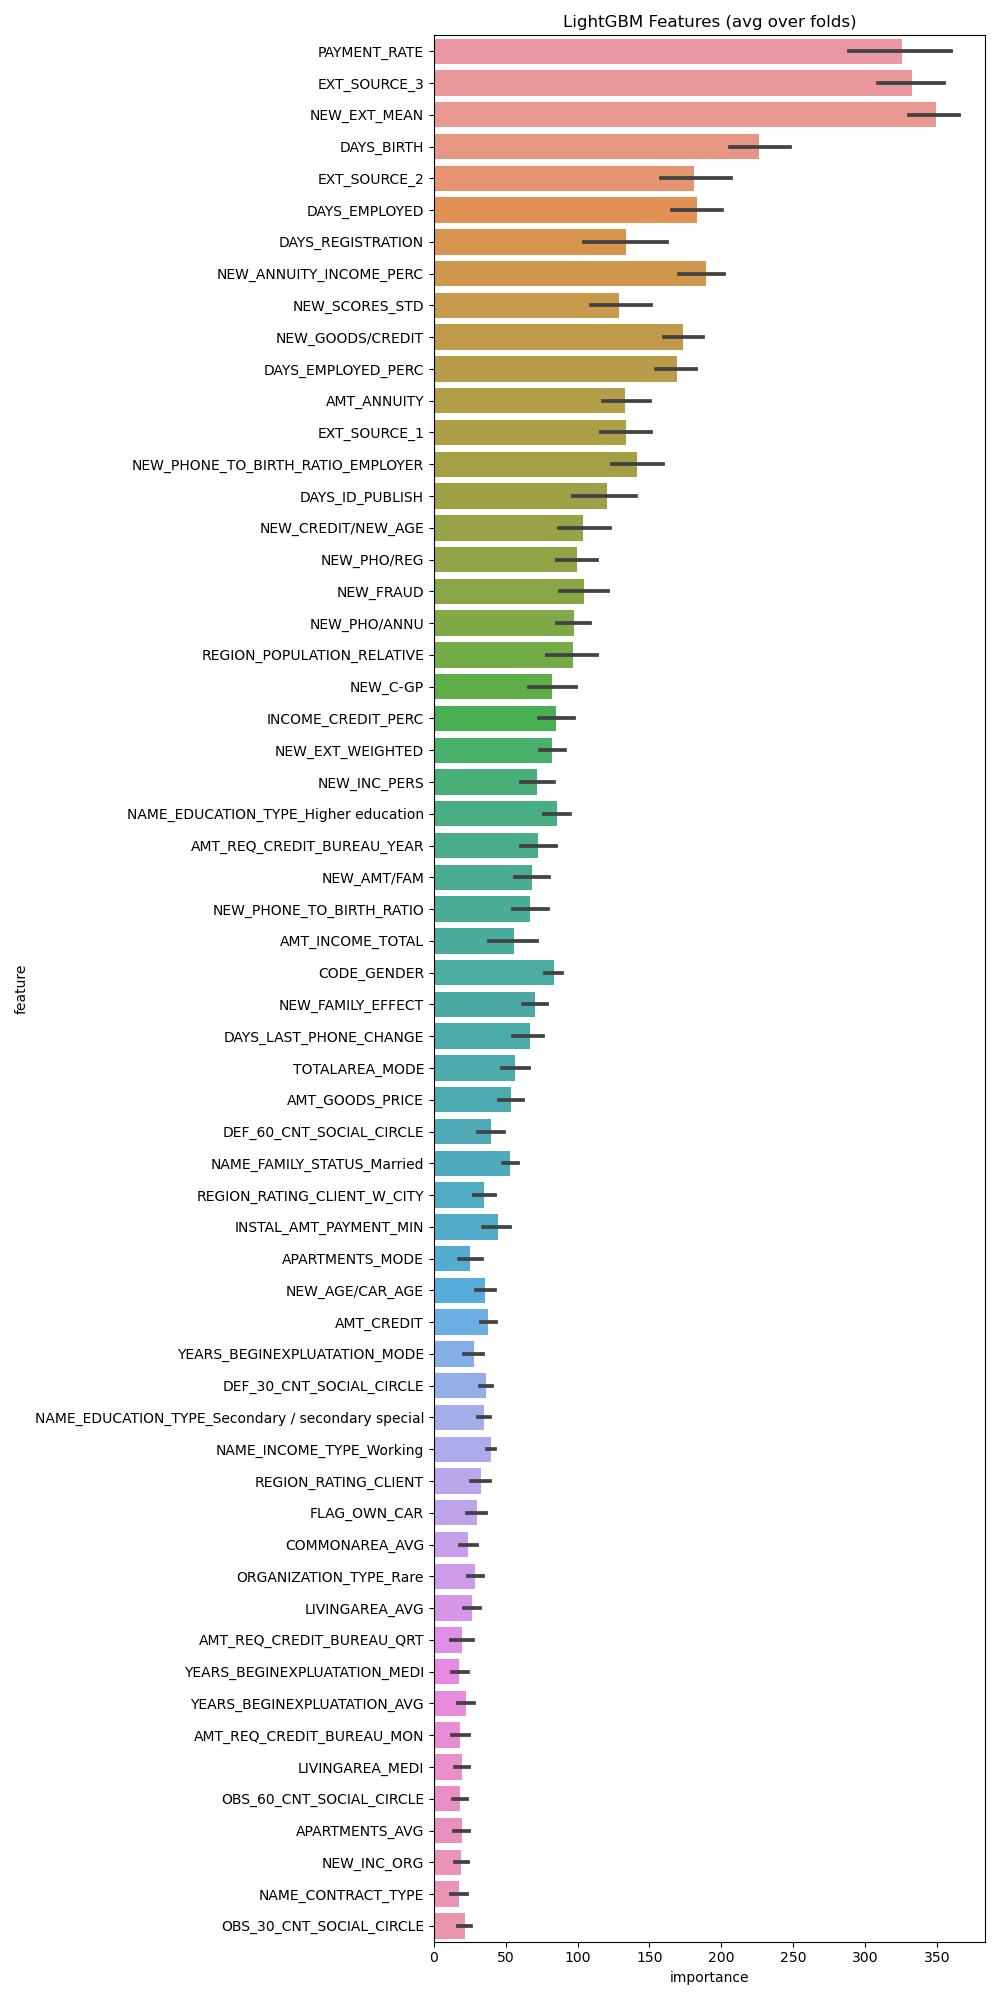 LightGBM Features (avg over folds)
PAYMENT_RATE
EXT_SOURCE_3
NEW_EXT_MEAN
DAYS_BIRTH
EXT_SOURCE_2
DAYS_EMPLOYED
DAYS_REGISTRATION
NEW_ANNUITY_INCOME_PERC
NEW_SCORES_STD
NEW_GOODS/CREDIT
DAYS_EMPLOYED_PERC
AMT_ANNUITY
EXT_SOURCE_1
NEW_PHONE_TO_BIRTH_RATIO_EMPLOYER
DAYS_ID_PUBLISH
NEW_CREDIT/NEW_AGE
NEW_PHO/REG
NEW_FRAUD
NEW_PHO/ANNU
REGION_POPULATION_RELATIVE
NEW_C-GP
INCOME_CREDIT_PERC
NEW_EXT_WEIGHTED
NEW_INC_PERS
NAME_EDUCATION_TYPE_Higher education
AMT_REQ_CREDIT_BUREAU_YEAR
NEW_AMT/FAM
NEW_PHONE_TO_BIRTH_RATIO
AMT_INCOME_TOTAL
CODE_GENDER
NEW_FAMILY_EFFECT
DAYS_LAST_PHONE_CHANGE
TOTALAREA_MODE
AMT_GOODS_PRICE
DEF_60_CNT_SOCIAL_CIRCLE
NAME_FAMILY_STATUS_Married
REGION_RATING_CLIENT_W_CITY
INSTAL_AMT_PAYMENT_MIN
APARTMENTS_MODE
NEW_AGE/CAR_AGE
AMT_CREDIT
YEARS_BEGINEXPLUATATION_MODE
DEF_30_CNT_SOCIAL_CIRCLE
NAME_EDUCATION_TYPE_Secondary / secondary special
NAME_INCOME_TYPE_Working
REGION_RATING_CLIENT
FLAG_OWN_CAR
COMMONAREA_AVG
ORGANIZATION_TYPE_Rare
LIVINGAREA_AVG
AMT_REQ_CREDIT_BUREAU_QRT
YEARS_BEGINEXPLUATATION_MEDI
YEARS_BEGINEXPLUATATION_AVG
AMT_REQ_CREDIT_BUREAU_MON
LIVINGAREA_MEDI
OBS_60_CNT_SOCIAL_CIRCLE
APARTMENTS_AVG
NEW_INC_ORG
NAME_CONTRACT_TYPE
OBS_30_CNT_SOCIAL_CIRCLE
feature
0 50 100 150 200 250 300 350
importance